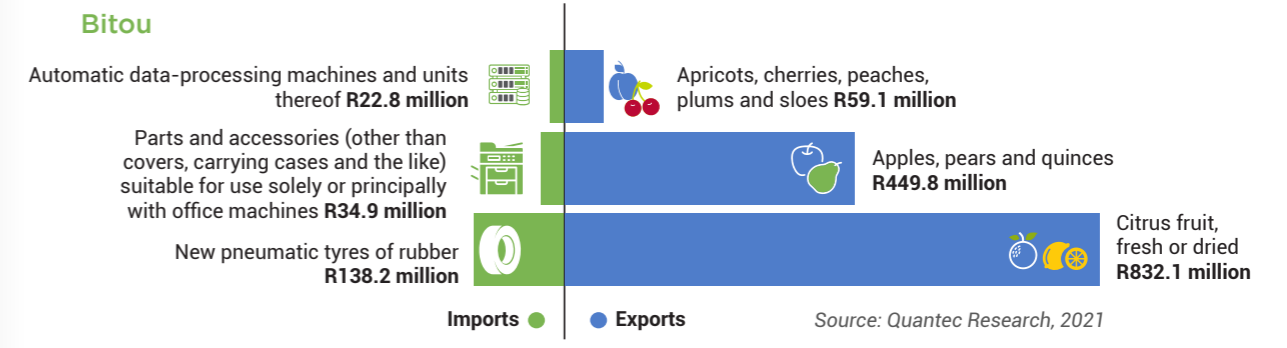 Bitou
Automatic data-processing machines and units
thereof R22.8 million
Apricots, cherries, peaches,
plums and sloes R59.1 million
Parts and accessories (other than
covers, carrying cases and the like)
suitable for use solely or principally
with office machines R34.9 million
Apples, pears and quinces
R449.8 million
New pneumatic tyres of rubber
R138.2 million
Citrus fruit,
fresh or dried
R832.1 million
Imports
Exports
Source: Quantec Research, 2021